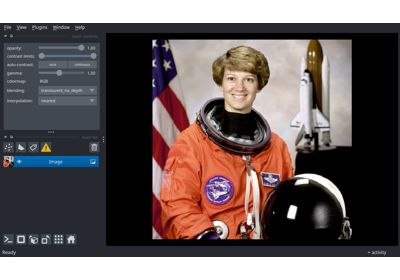 File View Plugins Window Help
opacity: 1.00
contrast limits:
auto-contrast: once continuous
gamma: 1.00
colormap: RGB
blending: translucent_no_depth
interpolation: nearest
Image
activity